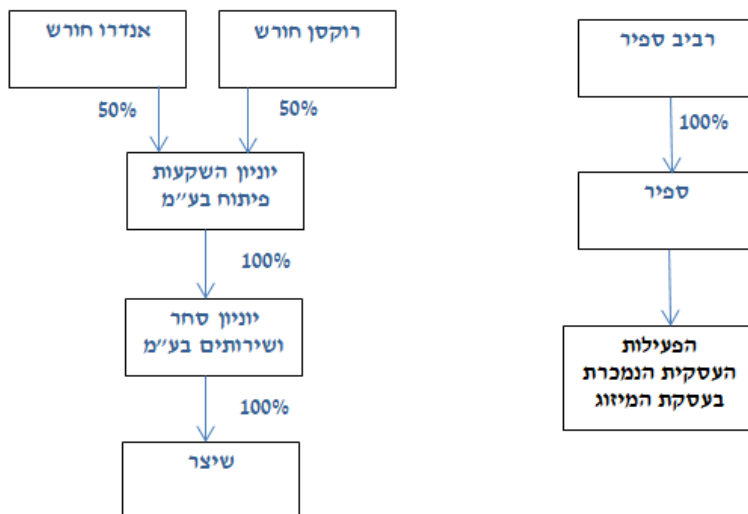 רוקסן חורש
אנדרו חורש
50%
50%
יוניון השקעות
פיתוח בע״מ
100%
יוניון סחר
ושירותים בע״מ
100%
שיצר
רביב ספיר
100%
ספיר
הפעילות
העסקית הנמכרת
בעסקת המיזוג